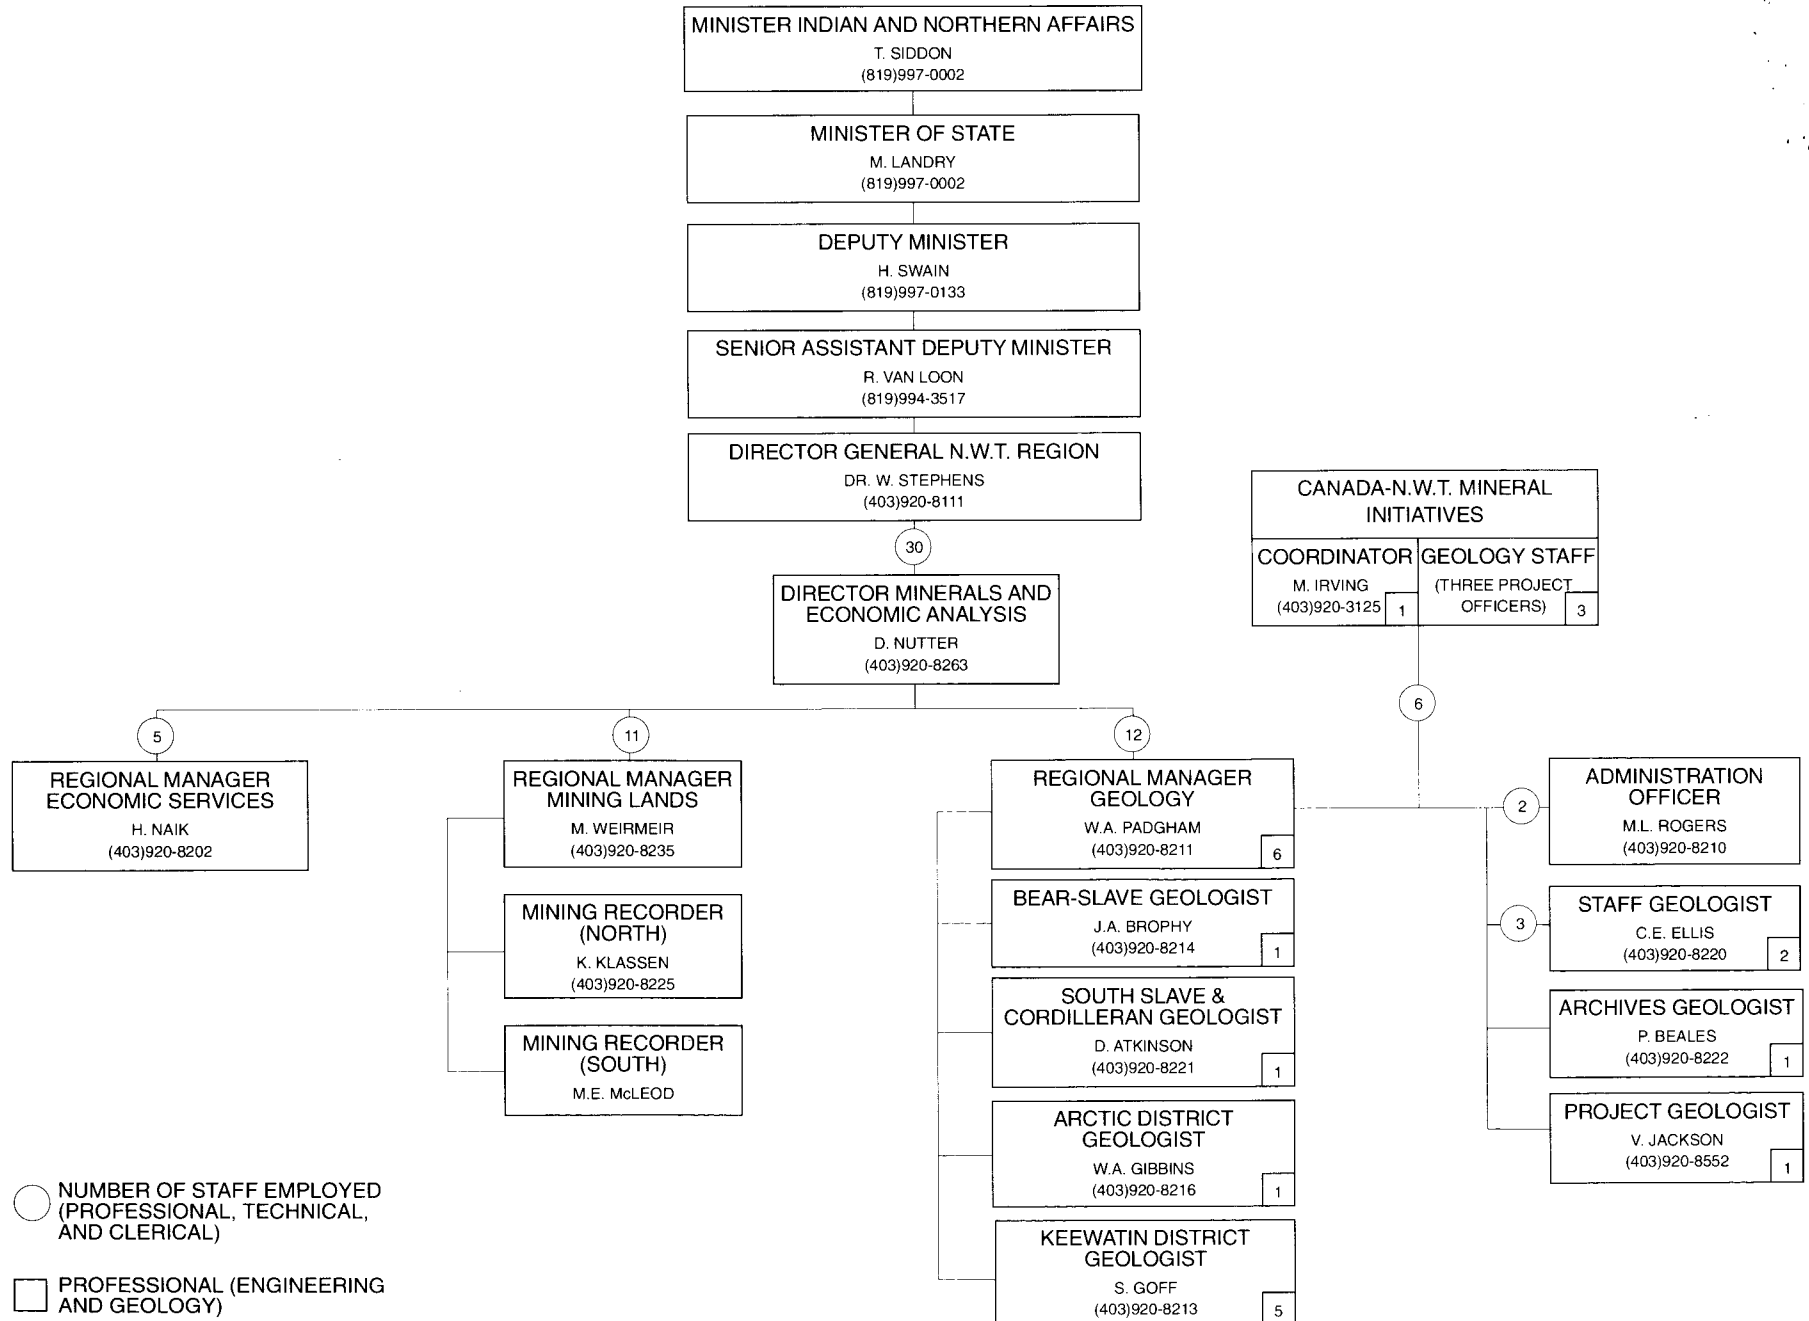 MINISTER INDIAN AND NORTHERN AFFAIRS
T. SIDDON
(819)997-0002
MINISTER OF STATE
M. LANDRY
(819)997-0002
DEPUTY MINISTER
H. SWAIN
(819)997-0133
SENIOR ASSISTANT DEPUTY MINISTER
R. VAN LOON
(819)994-3517
DIRECTOR GENERAL N.W.T. REGION
DR. W. STEPHENS
(403)920-8111
30
DIRECTOR MINERALS AND
ECONOMIC ANALYSIS
D. NUTTER
(403)920-8263
CANADA-N.W.T. MINERAL
INITIATIVES
COORDINATOR
M. IRVING
(403)920-3125
1
GEOLOGY STAFF
(THREE PROJECT
OFFICERS)
3
6
5
REGIONAL MANAGER
ECONOMIC SERVICES
H. NAIK
(403)920-8202
11
REGIONAL MANAGER
MINING LANDS
M. WEIRMEIR
(403)920-8235
MINING RECORDER
(NORTH)
K. KLASSEN
(403)920-8225
MINING RECORDER
(SOUTH)
M.E. McLEOD
12
REGIONAL MANAGER
GEOLOGY
W.A. PADGHAM
(403)920-8211
6
BEAR-SLAVE GEOLOGIST
J.A. BROPHY
(403)920-8214
1
SOUTH SLAVE &
CORDILLERAN GEOLOGIST
D. ATKINSON
(403)920-8221
1
ARCTIC DISTRICT
GEOLOGIST
W.A. GIBBINS
(403)920-8216
1
KEEWATIN DISTRICT
GEOLOGIST
S. GOFF
(403)920-8213
5
2
ADMINISTRATION
OFFICER
M.L. ROGERS
(403)920-8210
3
STAFF GEOLOGIST
C.E. ELLIS
(403)920-8220
2
ARCHIVES GEOLOGIST
P. BEALES
(403)920-8222
1
PROJECT GEOLOGIST
V. JACKSON
(403)920-8552
1
NUMBER OF STAFF EMPLOYED
(PROFESSIONAL, TECHNICAL,
AND CLERICAL)
PROFESSIONAL (ENGINEERING
AND GEOLOGY)